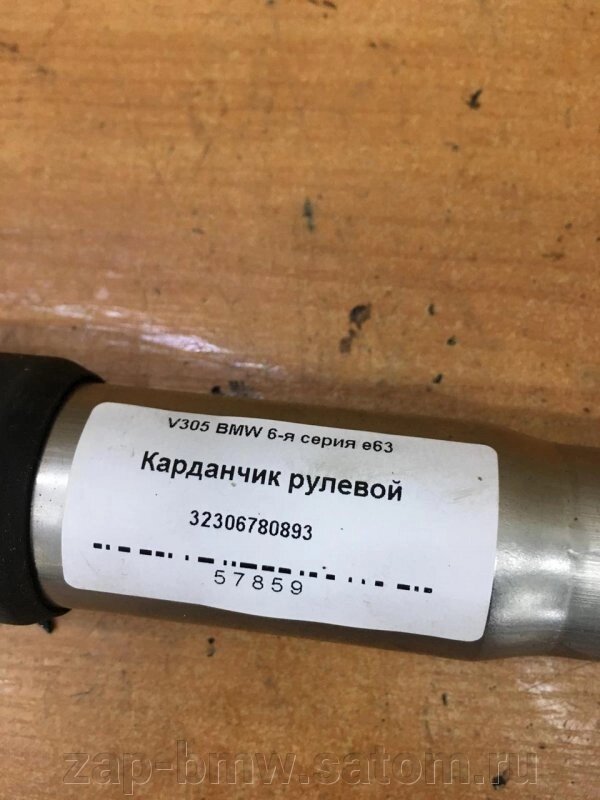 V305 BMW 6-я серия е63
Карданчик рулевой
32306780893
57859
zap-bmw.satom.ru